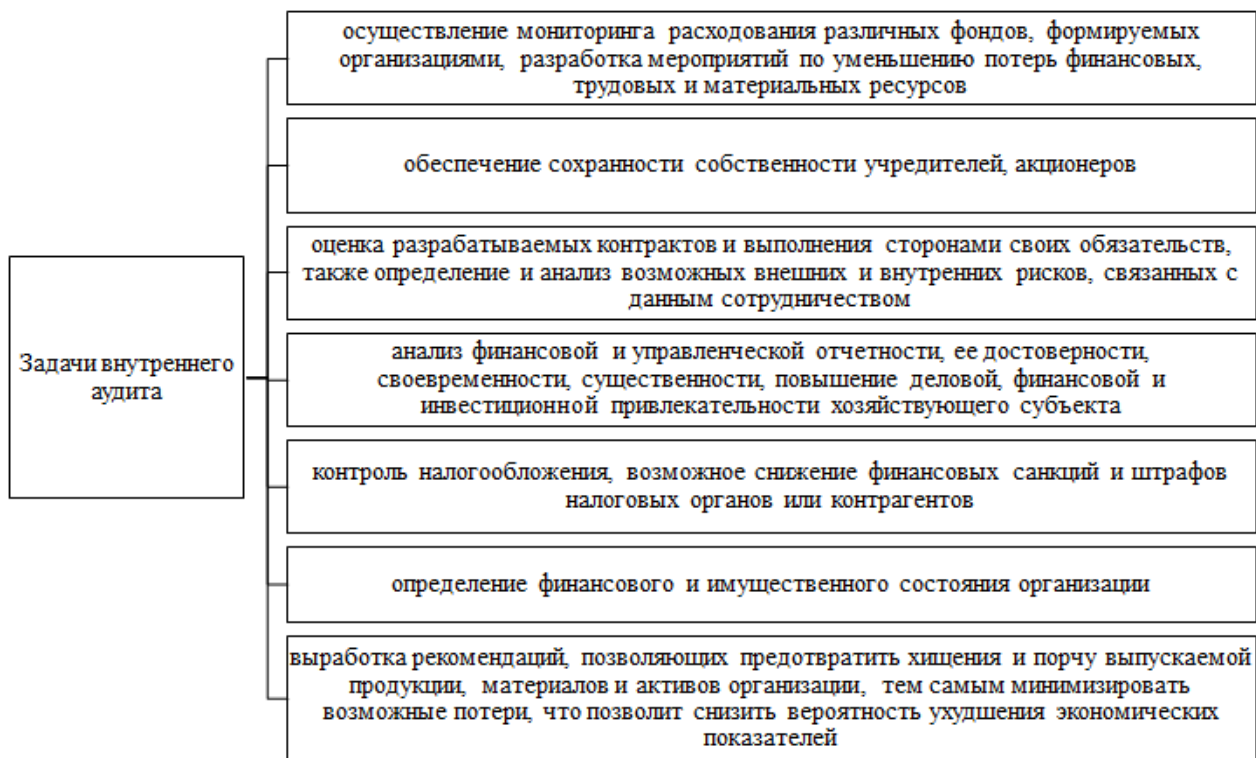 осуществление мониторинга расходования различных фондов, формируемых
организациями, разработка мероприятий по уменьшению потерь финансовых,
трудовых и материальных ресурсов
обеспечение сохранности собственности учредителей, акционеров
оценка разрабатываемых контрактов и выполнения сторонами своих обязательств,
также определение и анализ возможных внешних и внутренних рисков, связанных с
данным сотрудничеством
Задачи внутреннего
аудита
анализ финансовой и управленческой отчетности, ее достоверности,
своевременности, существенности, повышение деловой, финансовой и
инвестиционной привлекательности хозяйствующего субъекта
контроль налогообложения, возможное снижение финансовых санкций и штрафов
налоговых органов или контрагентов
определение финансового и имущественного состояния организации
выработка рекомендаций, позволяющих предотвратить хищения и порчу выпускаемой
продукции, материалов и активов организации, тем самым минимизировать
возможные потери, что позволит снизить вероятность ухудшения экономических
показателей